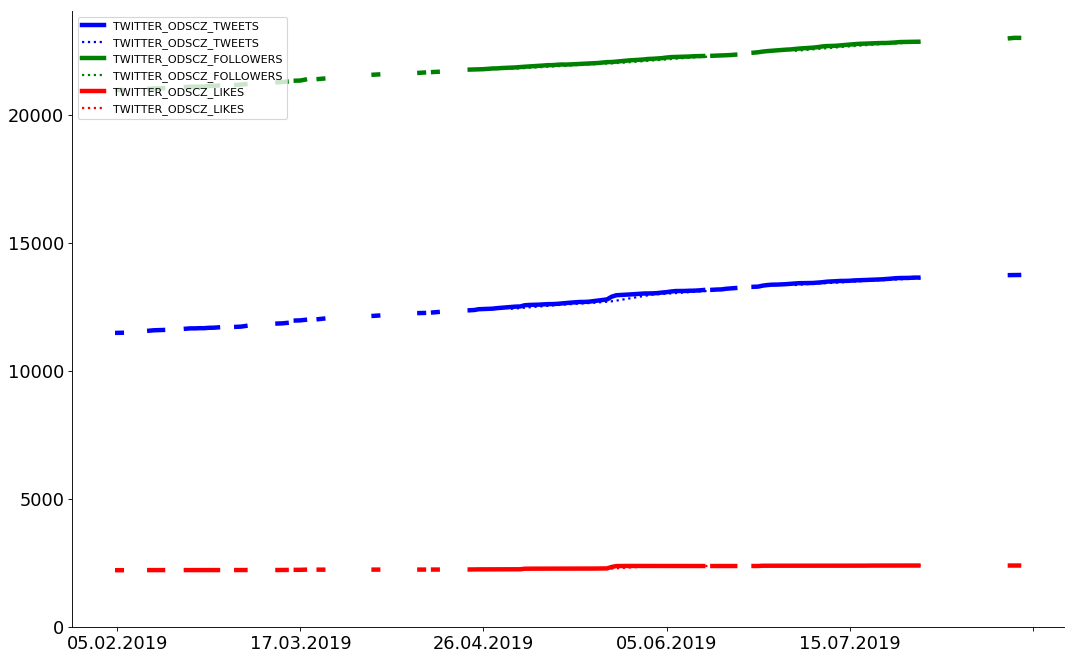 TWITTER_ODSCZ_TWEETS
TWITTER_ODSCZ_TWEETS
TWITTER_ODSCZ_FOLLOWERS
TWITTER_ODSCZ_FOLLOWERS
TWITTER_ODSCZ_LIKES
TWITTER_ODSCZ_LIKES
20000
15000
10000
5000
0
05.02.2019 17.03.2019 26.04.2019 05.06.2019 15.07.2019